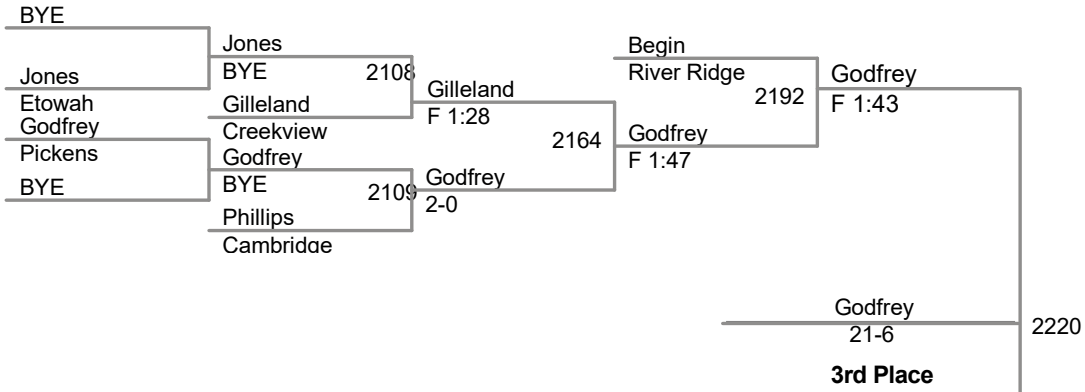 BYE
Jones
Etowah
Godfrey
Pickens
BYE
Jones
BYE
2108
Gilleland
Creekview
Godfrey
BYE
2109
Phillips
Cambridge
Gilleland
F 1:28
2164
Godfrey
2-0
Begin
River Ridge
2192
Godfrey
F 1:47
Godfrey
F 1:43
Godfrey
21-6
2220
3rd Place